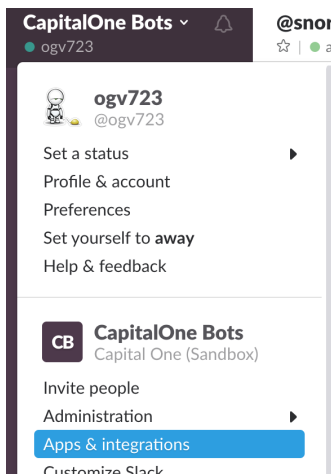 CapitalOne Bots
ogv723
@snor
ogv723
@ogv723
Set a status
Profile & account
Preferences
Set yourself to away
Help & feedback
CB
CapitalOne Bots
Capital One (Sandbox)
Invite people
Administration
Apps & integrations
Customize Slack